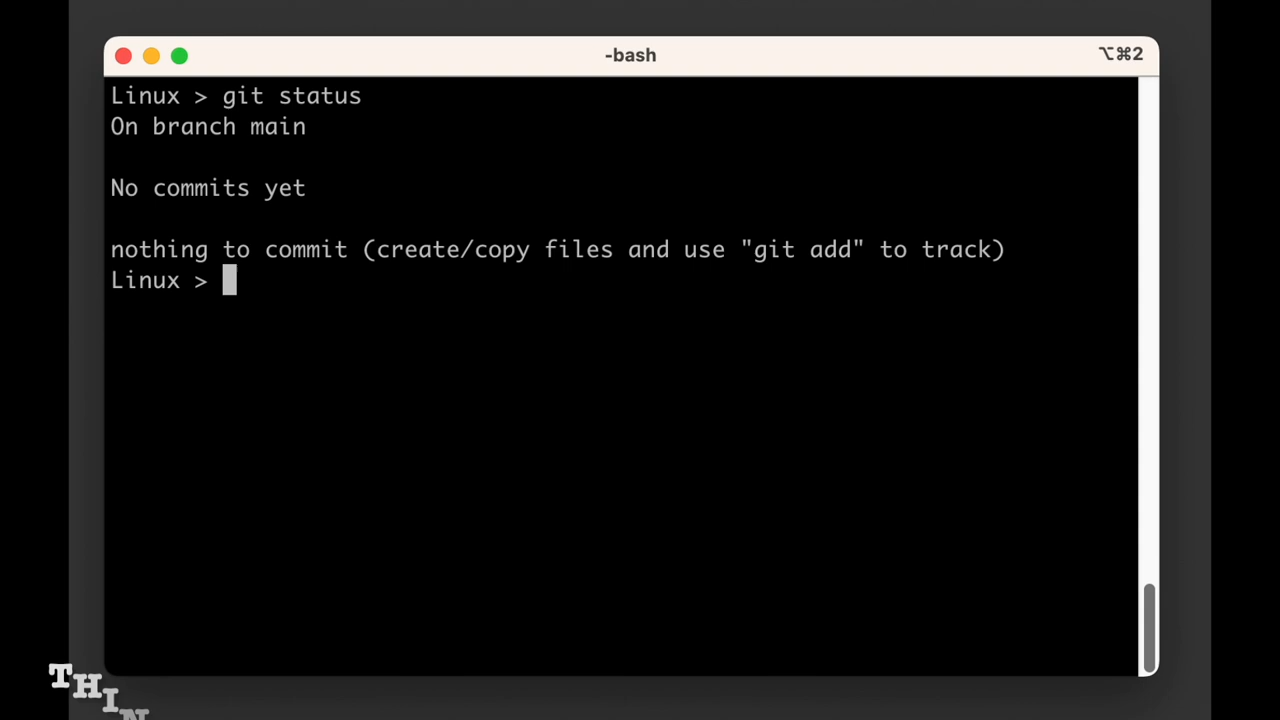 -bash
⌥⌘2
Linux > git status
On branch main
No commits yet
nothing to commit (create/copy files and use "git add" to track)
Linux >
THIN